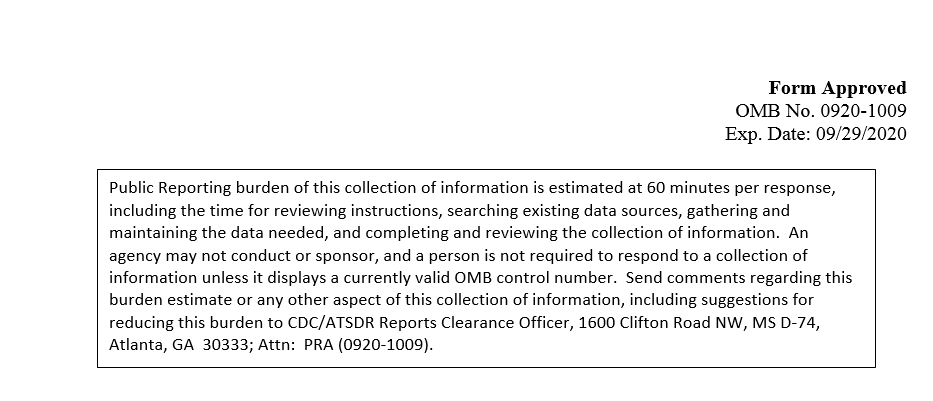 Form Approved
OMB No. 0920-1009
Exp. Date: 09/29/2020
Public Reporting burden of this collection of information is estimated at 60 minutes per response,
including the time for reviewing instructions, searching existing data sources, gathering and
maintaining the data needed, and completing and reviewing the collection of information.  An
agency may not conduct or sponsor, and a person is not required to respond to a collection of
information unless it displays a currently valid OMB control number.  Send comments regarding this
burden estimate or any other aspect of this collection of information, including suggestions for
reducing this burden to CDC/ATSDR Reports Clearance Officer, 1600 Clifton Road NW, MS D-74,
Atlanta, GA  30333; Attn:  PRA (0920-1009).